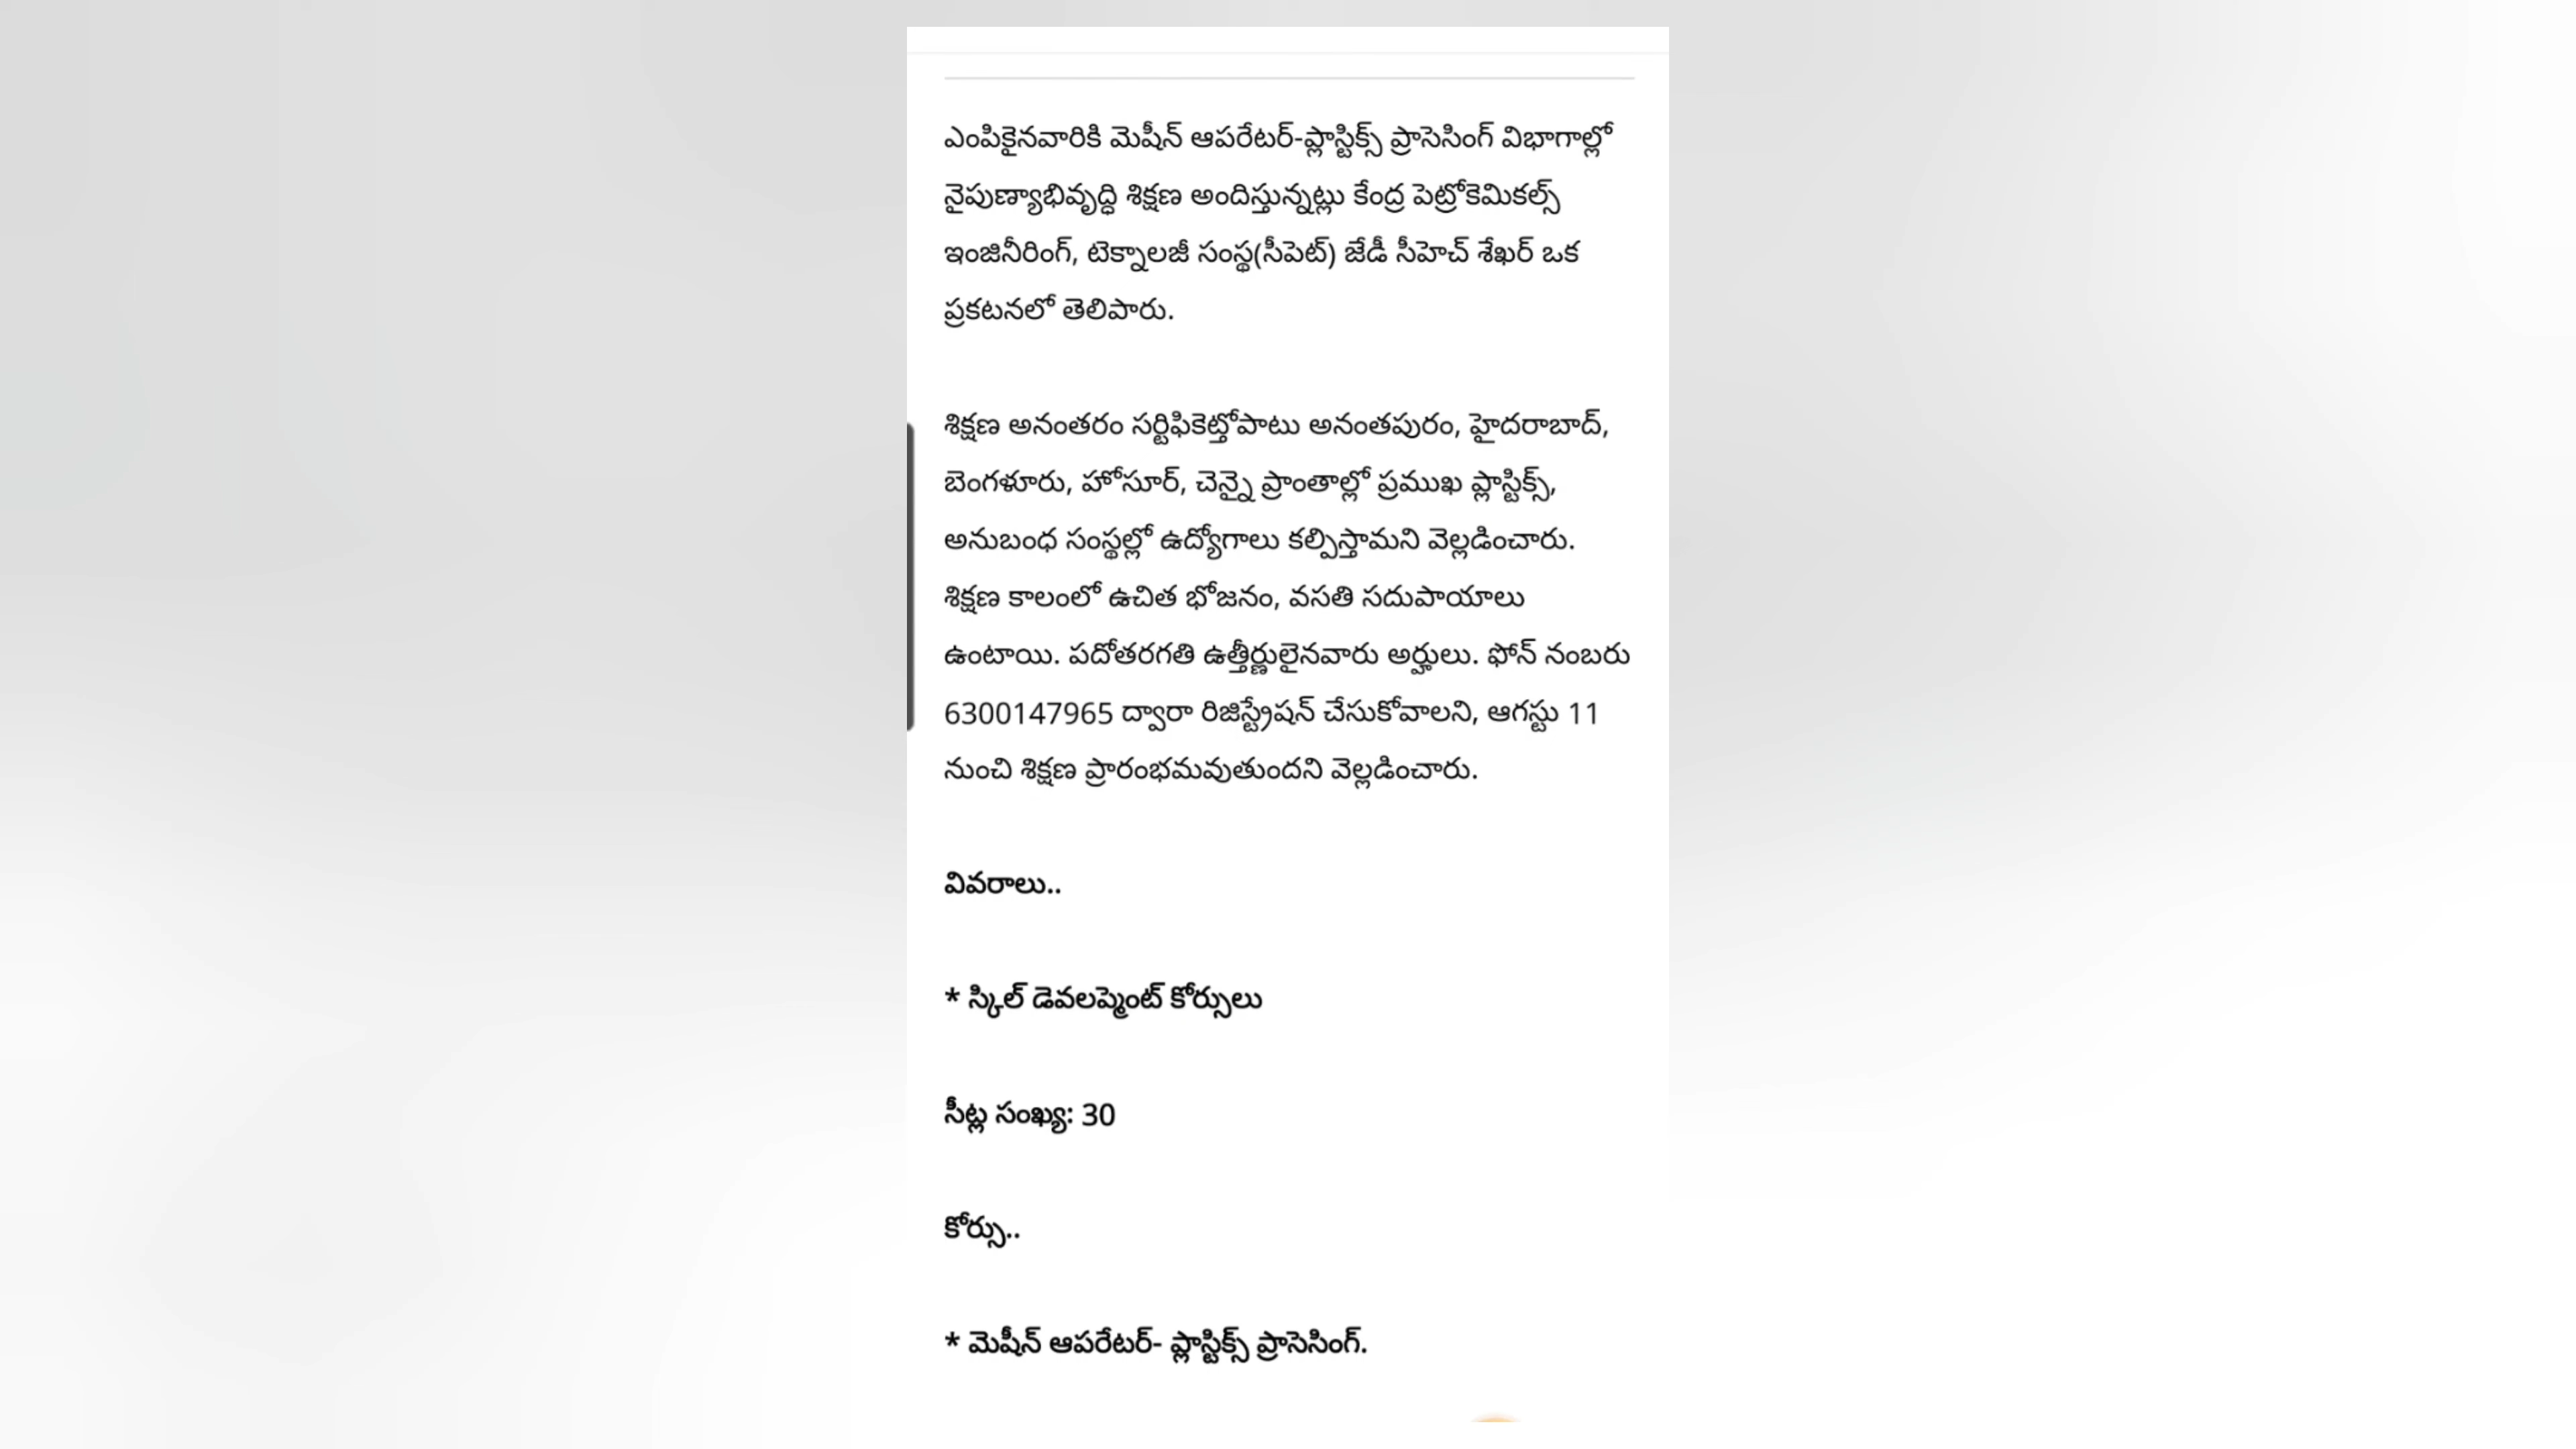 ఎంపికైనవారికి మెషీన్ ఆపరేటర్-ప్లాస్టిక్స్ ప్రాసెసింగ్ విభాగాల్లో
నైపుణ్యాభివృద్ధి శిక్షణ అందిస్తున్నట్లు కేంద్ర పెట్రోకెమికల్స్
ఇంజినీరింగ్, టెక్నాలజీ సంస్థ(సీపెట్) జేడీ సీహెచ్ శేఖర్ ఒక
ప్రకటనలో తెలిపారు.
శిక్షణ అనంతరం సర్టిఫికెట్తోపాటు అనంతపురం, హైదరాబాద్,
బెంగళూరు, హోసూర్, చెన్నై ప్రాంతాల్లో ప్రముఖ ప్లాస్టిక్స్,
అనుబంధ సంస్థల్లో ఉద్యోగాలు కల్పిస్తామని వెల్లడించారు.
శిక్షణ కాలంలో ఉచిత భోజనం, వసతి సదుపాయాలు
ఉంటాయి. పదోతరగతి ఉత్తీర్ణులైనవారు అర్హులు. ఫోన్ నంబరు
6300147965 ద్వారా రిజిస్ట్రేషన్ చేసుకోవాలని, ఆగస్టు 11
నుంచి శిక్షణ ప్రారంభమవుతుందని వెల్లడించారు.
వివరాలు..
* స్కిల్ డెవలప్మెంట్ కోర్సులు
సీట్ల సంఖ్య: 30
కోర్సు..
* మెషీన్ ఆపరేటర్- ప్లాస్టిక్స్ ప్రాసెసింగ్.